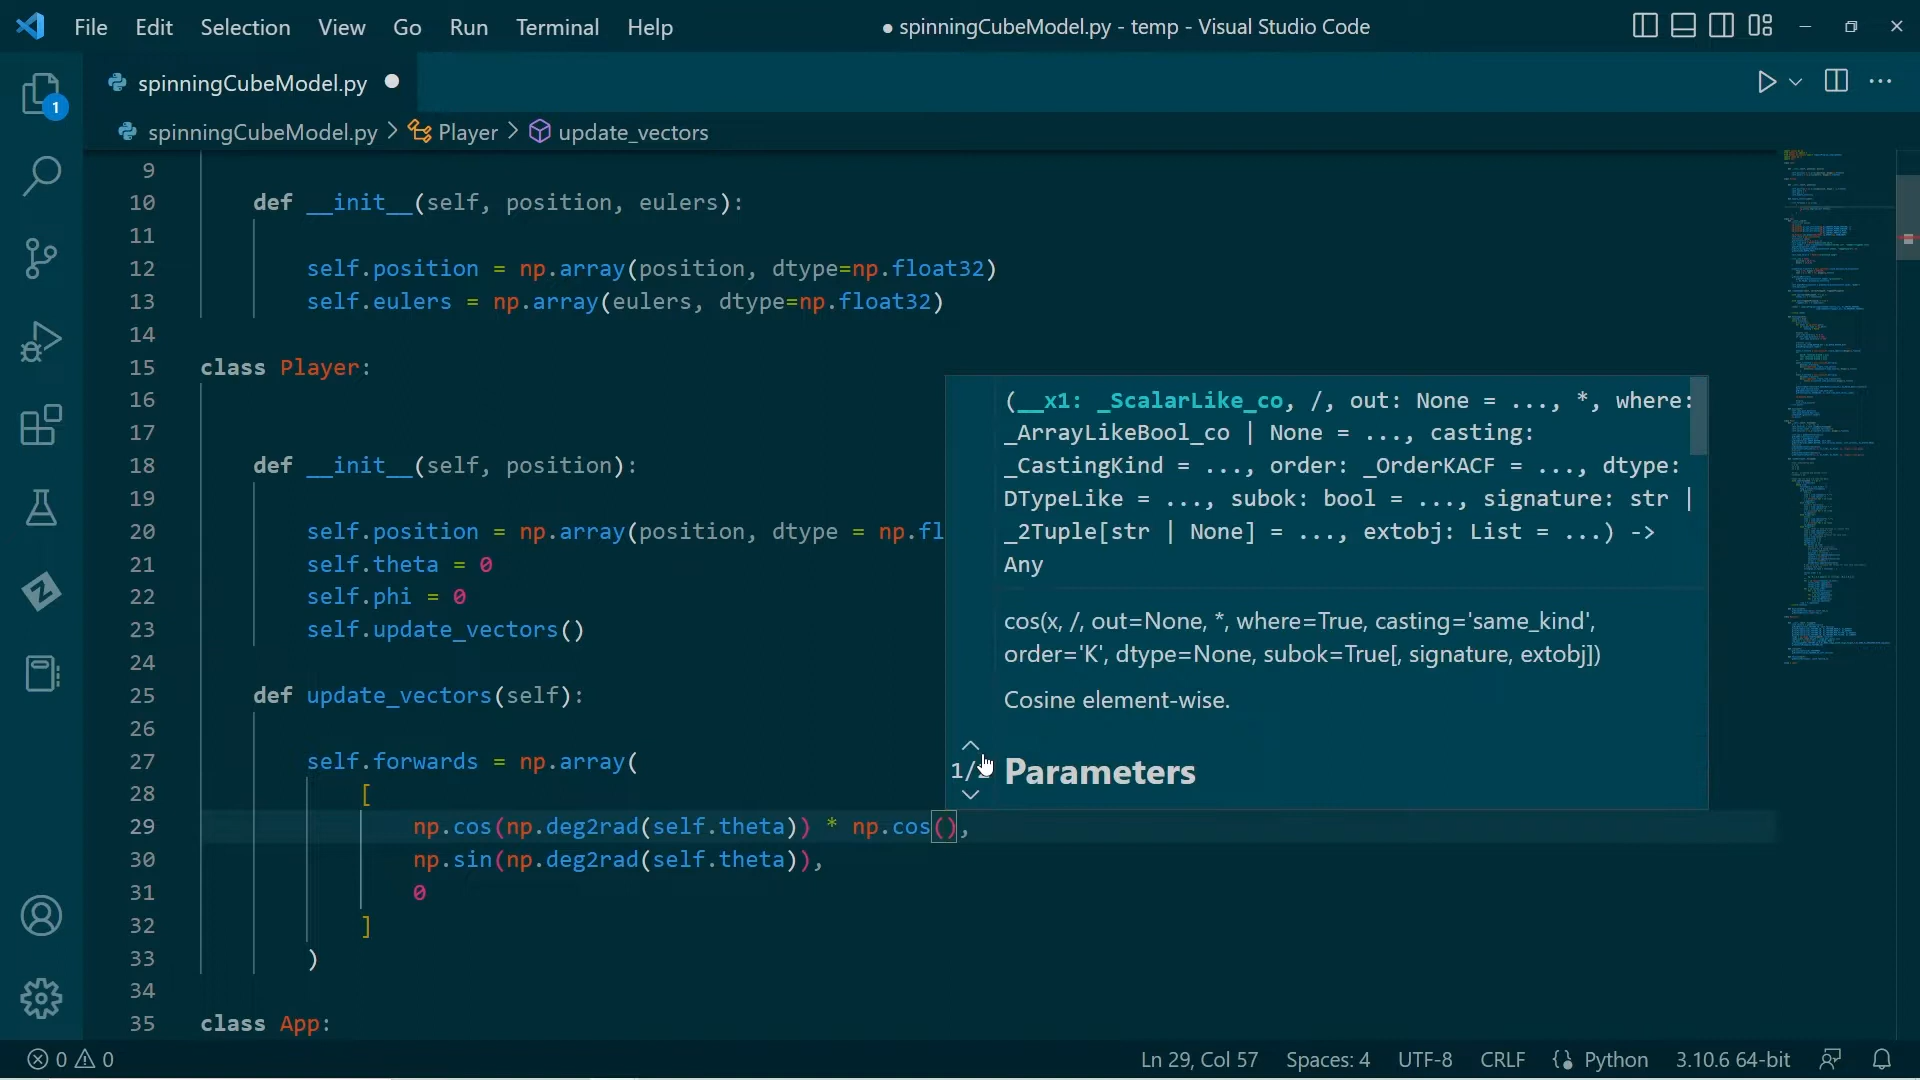 File Edit Selection View Go Run Terminal Help
● spinningCubeModel.py - temp - Visual Studio Code
1
spinningCubeModel.py ●
spinningCubeModel.py > Player > update_vectors
9
10 def __init__(self, position, eulers):
11
12 self.position = np.array(position, dtype=np.float32)
13 self.eulers = np.array(eulers, dtype=np.float32)
14
15 class Player:
16
17
18 def __init__(self, position):
19
20 self.position = np.array(position, dtype = np.fl
21 self.theta = 0
22 self.phi = 0
23 self.update_vectors()
24
25 def update_vectors(self):
26
27 self.forwards = np.array(
28 [
29 np.cos(np.deg2rad(self.theta)) * np.cos(),
30 np.sin(np.deg2rad(self.theta)),
31 0
32 ]
33 )
34
35 class App:
(__x1: _ScalarLike_co, /, out: None = ..., *, where:
_ArrayLikeBool_co | None = ..., casting:
_CastingKind = ..., order: _OrderKACF = ..., dtype:
DTypeLike = ..., subok: bool = ..., signature: str |
_2Tuple[str | None] = ..., extobj: List = ...) ->
Any
cos(x, /, out=None, *, where=True, casting='same_kind',
order='K', dtype=None, subok=True[, signature, extobj])
Cosine element-wise.
1/2
Parameters
0 0
Ln 29, Col 57 Spaces: 4 UTF-8 CRLF Python 3.10.6 64-bit